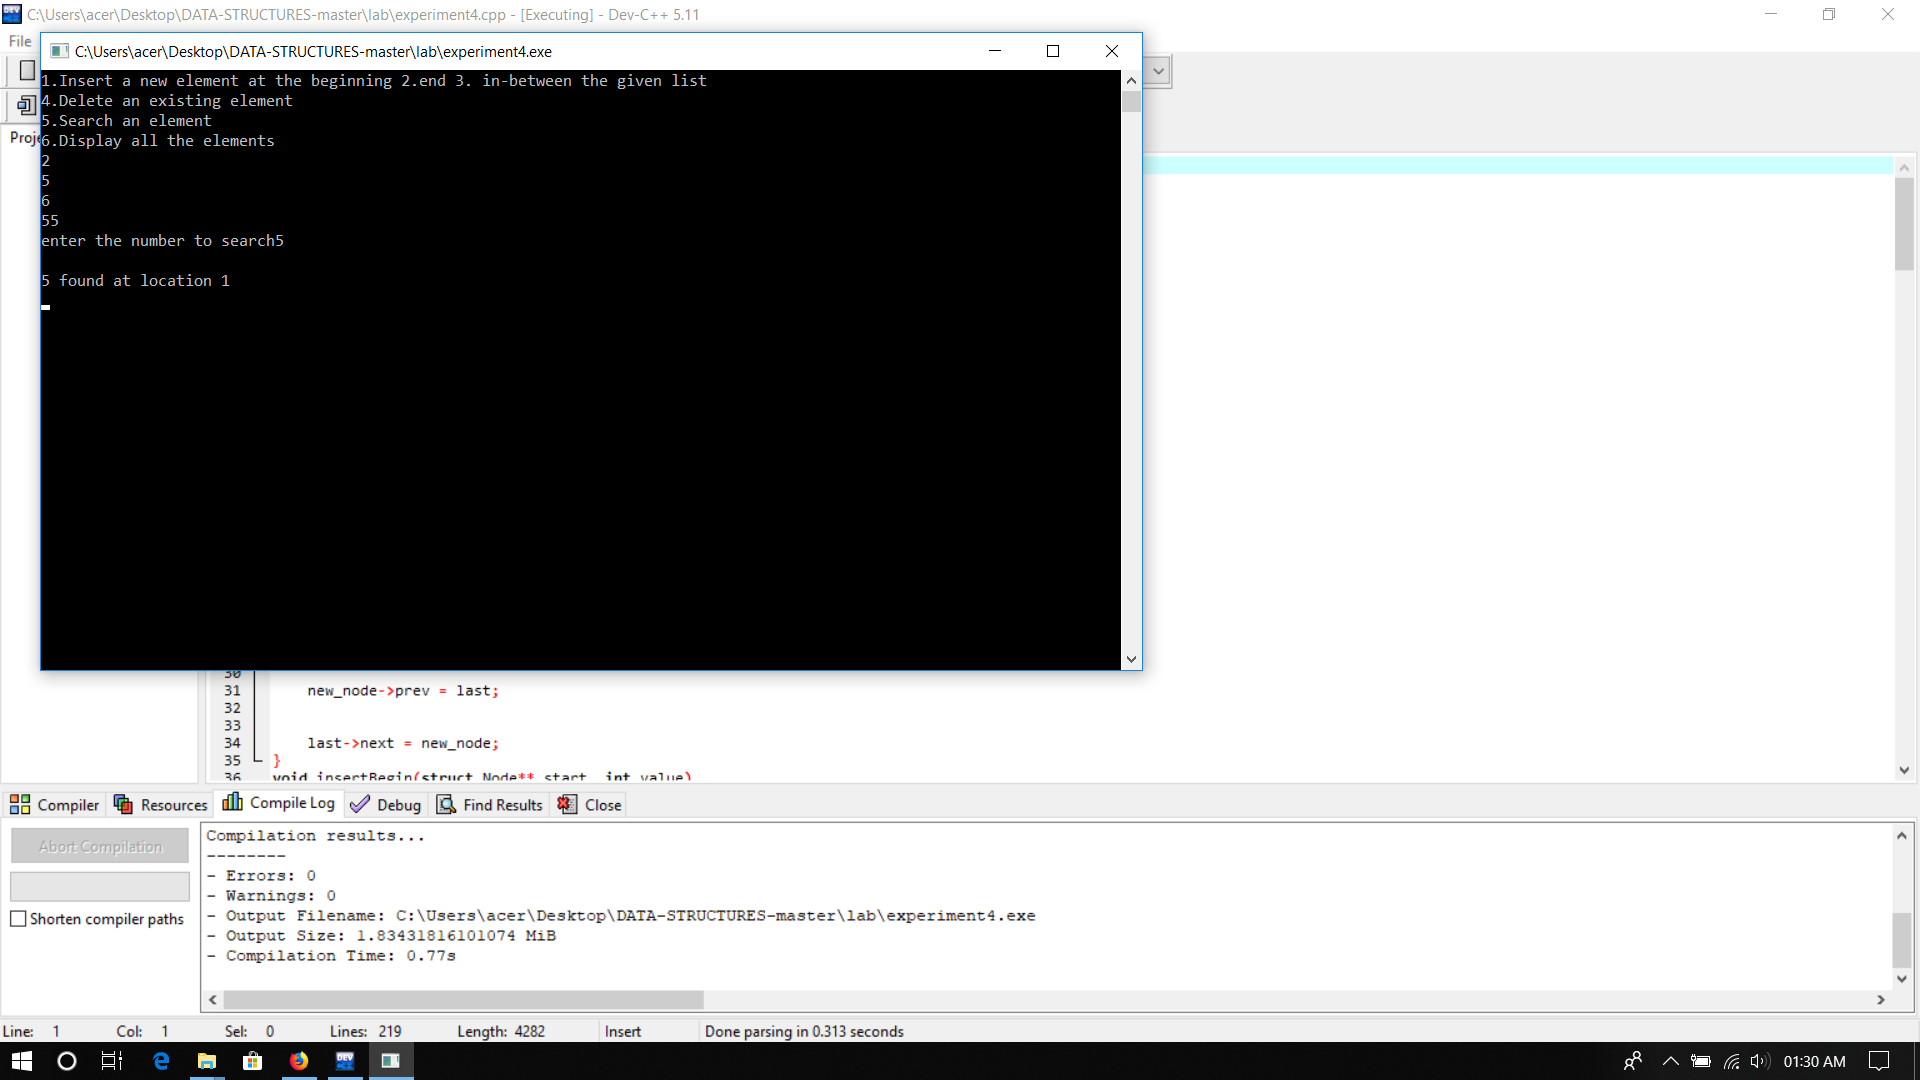 C:\Users\acer\Desktop\DATA-STRUCTURES-master\lab\experiment4.cpp - [Executing] - Dev-C++ 5.11
File
C:\Users\acer\Desktop\DATA-STRUCTURES-master\lab\experiment4.exe
1.Insert a new element at the beginning 2.end 3. in-between the given list
4.Delete an existing element
5.Search an element
Proje
6.Display all the elements
2
5
6
55
enter the number to search5
5 found at location 1
30
31 new_node->prev = last;
32
33
34 last->next = new_node;
35 }
36 void insertBegin(struct Node** start, int value)
Compiler Resources Compile Log Debug Find Results Close
Abort Compilation
Shorten compiler paths
Compilation results...
--------
- Errors: 0
- Warnings: 0
- Output Filename: C:\Users\acer\Desktop\DATA-STRUCTURES-master\lab\experiment4.exe
- Output Size: 1.83431816101074 MiB
- Compilation Time: 0.77s
Line: 1 Col: 1 Sel: 0 Lines: 219 Length: 4282 Insert Done parsing in 0.313 seconds
01:30 AM